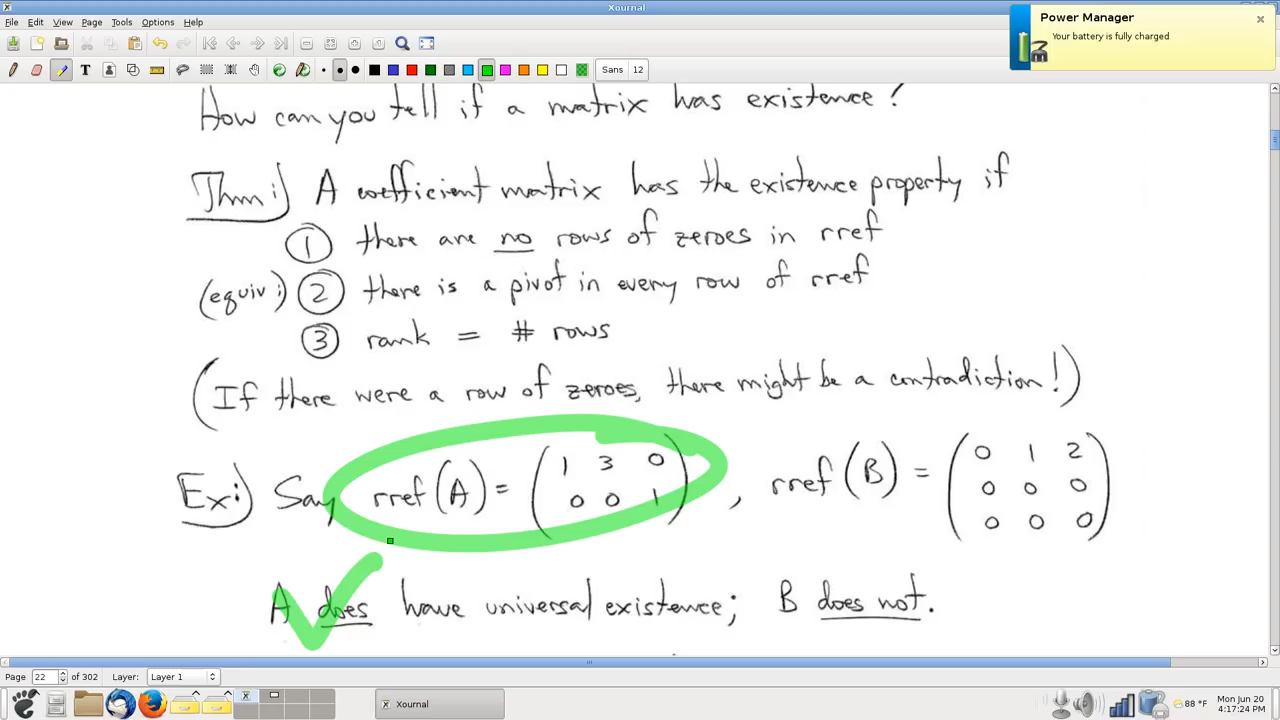 Xournal
File Edit View Page Tools Options Help
Power Manager
Your battery is fully charged
T
Sans 12
How can you tell if a matrix has existence?
Thm:) A coefficient matrix has the existence property if
① there are no rows of zeroes in rref
(equiv:) ② there is a pivot in every row of rref
③ rank = # rows
(If there were a row of zeroes, there might be a contradiction!)
Ex:) Say rref(A) = (1 3 0
0 0 1), rref(B) = (0 1 2
0 0 0
0 0 0)
A does have universal existence; B does not.
Page 22 of 302 Layer: Layer 1
Xournal
88 °F
Mon Jun 20
4:17:24 PM